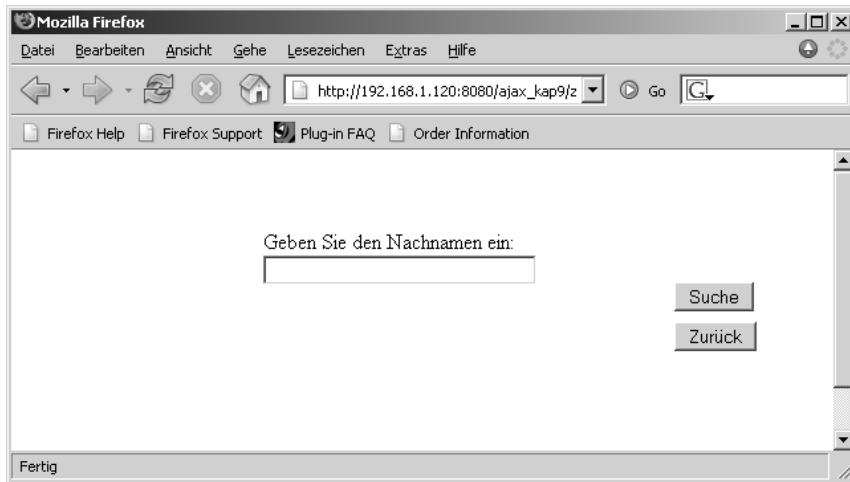 Mozilla Firefox
Datei Bearbeiten Ansicht Gehe Lesezeichen Extras Hilfe
http://192.168.1.120:8080/ajax_kap9/z Go G
Firefox Help Firefox Support Plug-in FAQ Order Information
Geben Sie den Nachnamen ein:
Suche
Zurück
Fertig